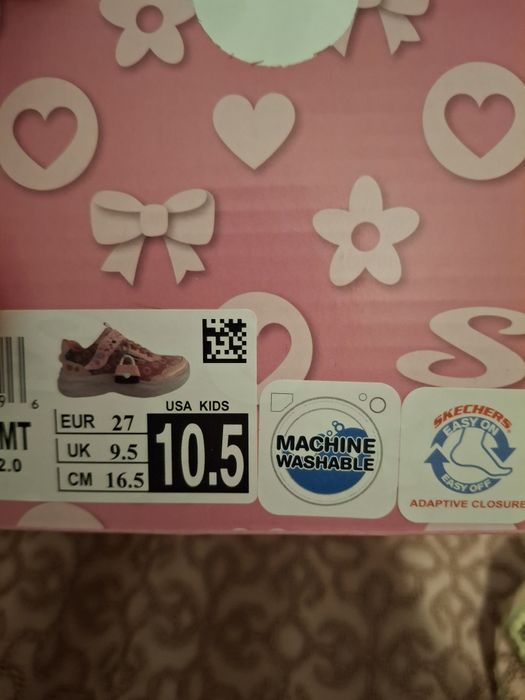 9 6
MT
2.0
USA KIDS
EUR 27
UK 9.5
CM 16.5
10.5
MACHINE
WASHABLE
SKECHERS
EASY ON
EASY OFF
ADAPTIVE CLOSURE
S